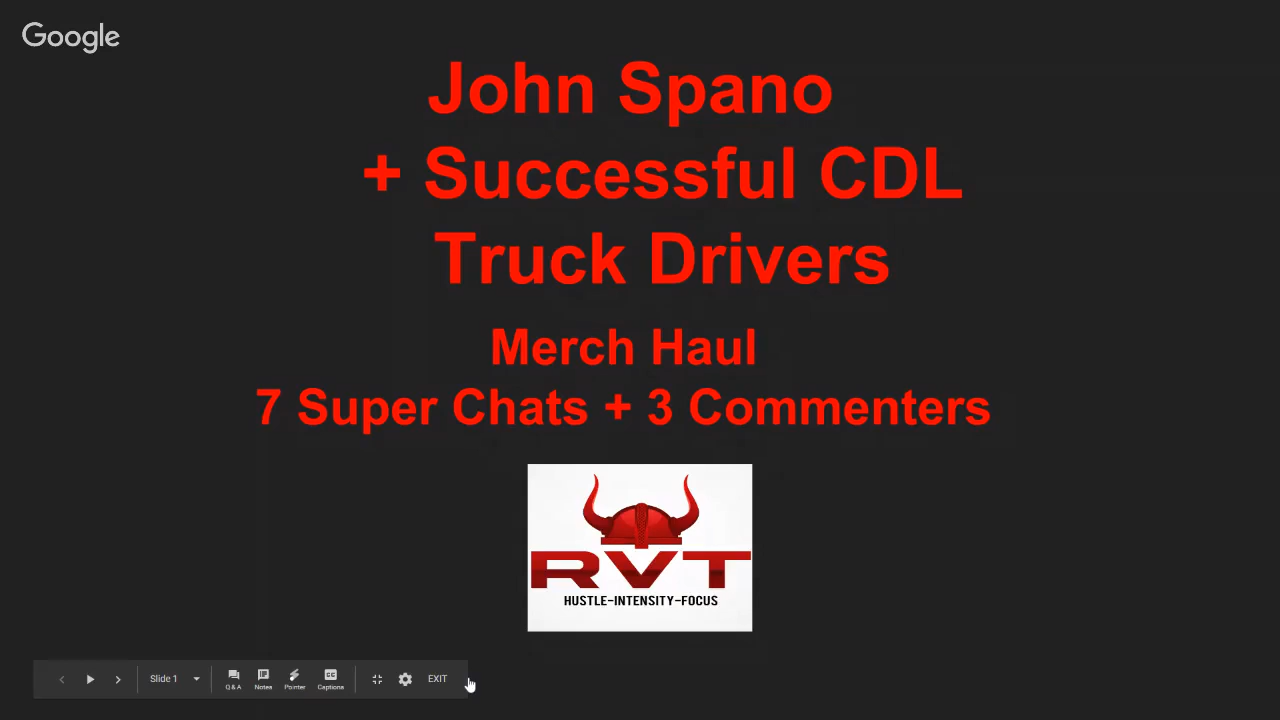 Google
John Spano
+ Successful CDL
Truck Drivers
Merch Haul
7 Super Chats + 3 Commenters
RVT
HUSTLE-INTENSITY-FOCUS
Slide 1
Q&A
Notes
Pointer
CC
Captions
EXIT